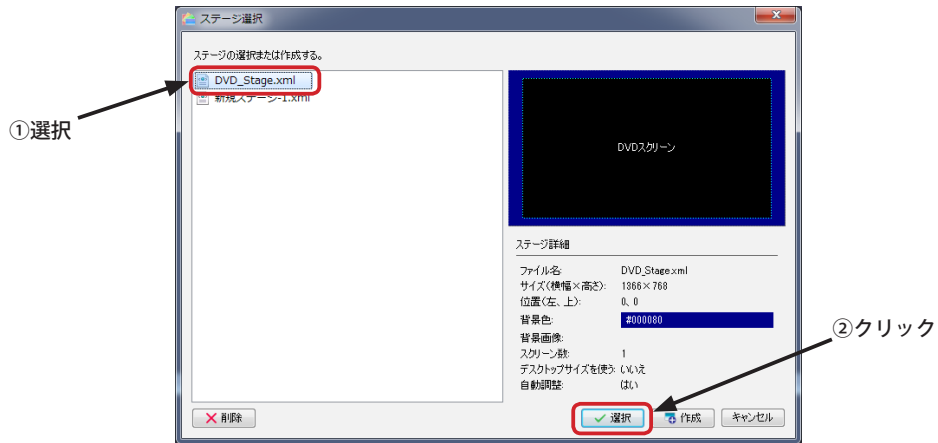 ステージ選択
ステージの選択または作成する。
DVD_Stage.xml
新規ステージ-1.xml
①選択
DVDスクリーン
ステージ詳細
ファイル名: DVD_Stage.xml
サイズ(横幅×高さ): 1366×768
位置(左、上): 0、0
背景色: #000080
背景画像:
スクリーン数: 1
デスクトップサイズを使う: いいえ
自動調整: はい
②クリック
削除 選択 作成 キャンセル